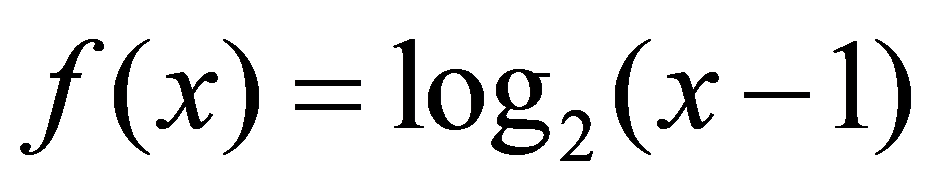 f(x) = log₂(x − 1)